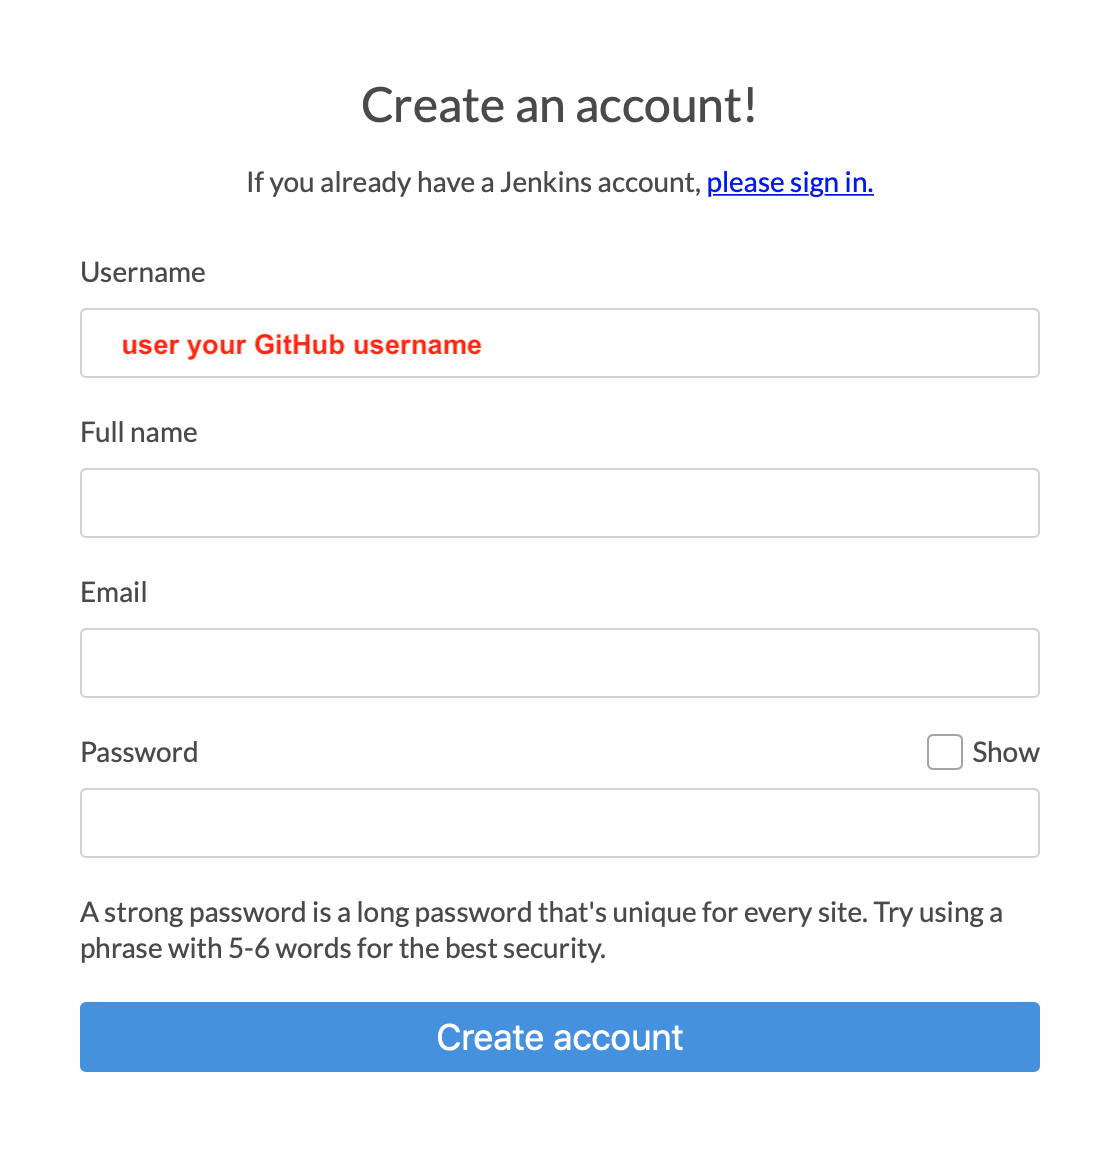 Create an account!
If you already have a Jenkins account, please sign in.
Username
user your GitHub username
Full name
Email
Password
Show
A strong password is a long password that's unique for every site. Try using a
phrase with 5-6 words for the best security.
Create account